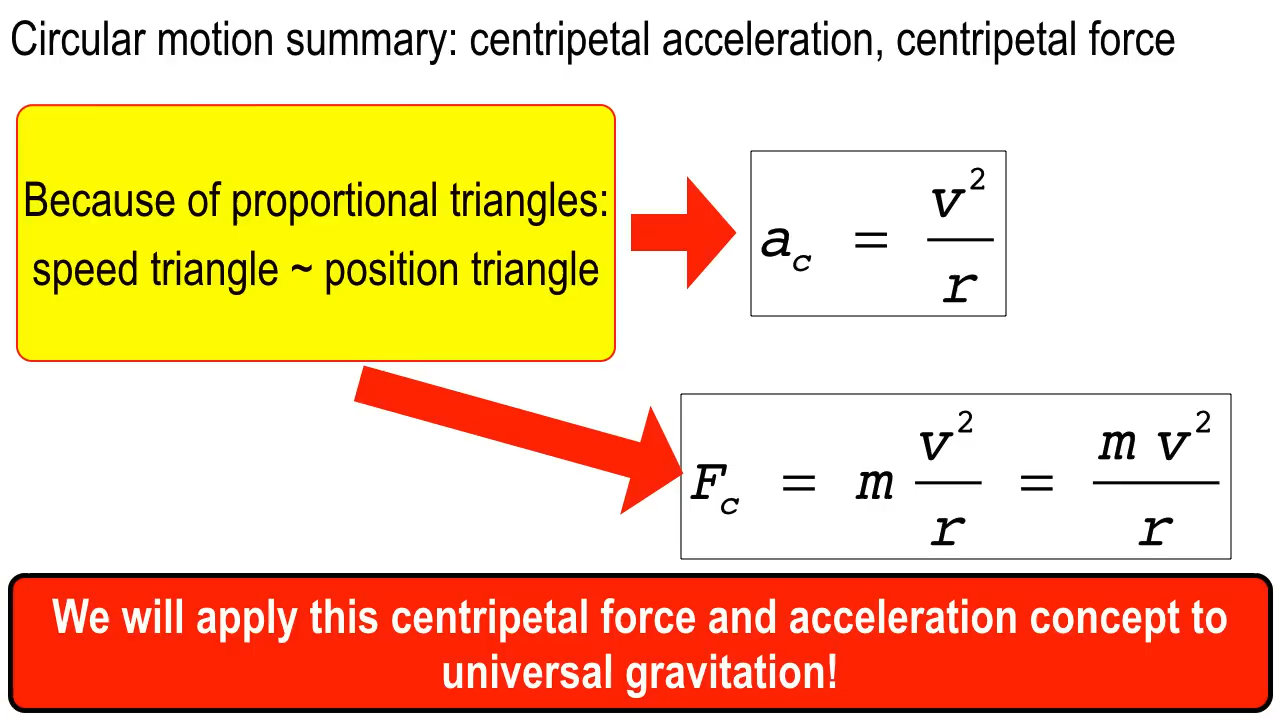 Circular motion summary: centripetal acceleration, centripetal force
Because of proportional triangles:
speed triangle ~ position triangle
a_c = v^2 / r
F_c = m v^2 / r = m v^2 / r
We will apply this centripetal force and acceleration concept to
universal gravitation!